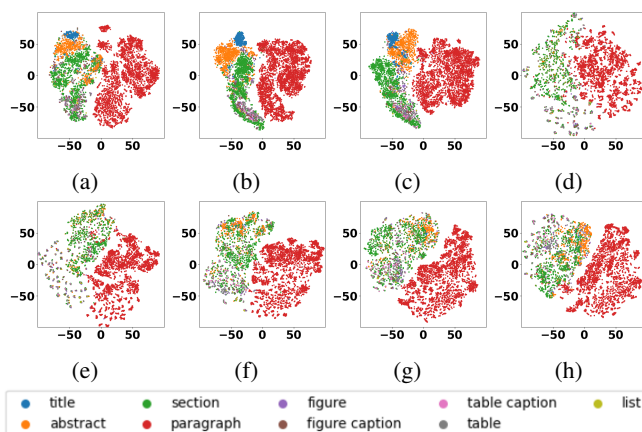 50
0
−50
−50 0 50 −50 0 50 −50 0 50 −50 0 50
(a) (b) (c) (d)
50
0
−50
−50 0 50 −50 0 50 −50 0 50 −50 0 50
(e) (f) (g) (h)
title section figure table caption list
abstract paragraph figure caption table